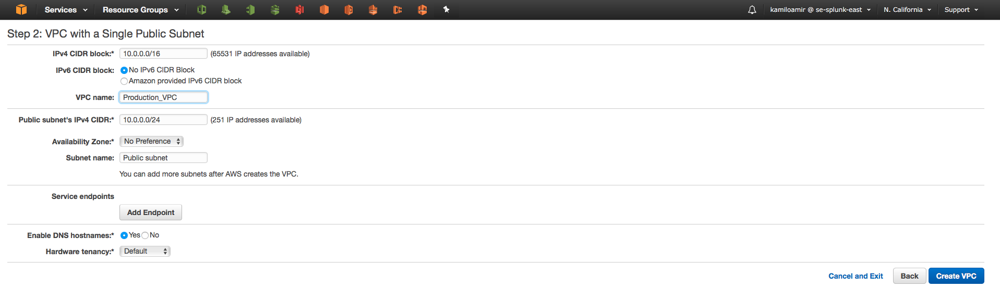 Services Resource Groups kamiloamir @ se-splunk-east N. California Support
Step 2: VPC with a Single Public Subnet
IPv4 CIDR block:* 10.0.0.0/16 (65531 IP addresses available)
IPv6 CIDR block: No IPv6 CIDR Block
Amazon provided IPv6 CIDR block
VPC name: Production_VPC
Public subnet's IPv4 CIDR:* 10.0.0.0/24 (251 IP addresses available)
Availability Zone:* No Preference
Subnet name: Public subnet
You can add more subnets after AWS creates the VPC.
Service endpoints
Add Endpoint
Enable DNS hostnames:* Yes No
Hardware tenancy:* Default
Cancel and Exit Back Create VPC